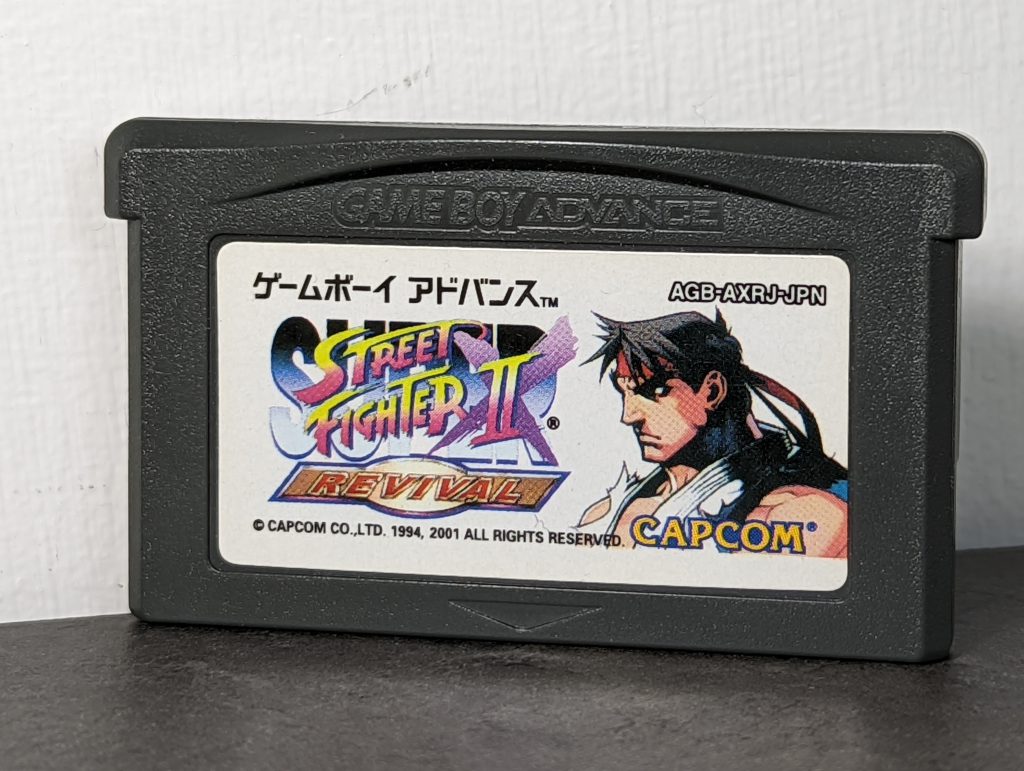 GAME BOY ADVANCE
ゲームボーイ アドバンス™
AGB-AXRJ-JPN
SUPER
STREET
FIGHTER II X®
REVIVAL
© CAPCOM CO.,LTD. 1994, 2001 ALL RIGHTS RESERVED.
CAPCOM®